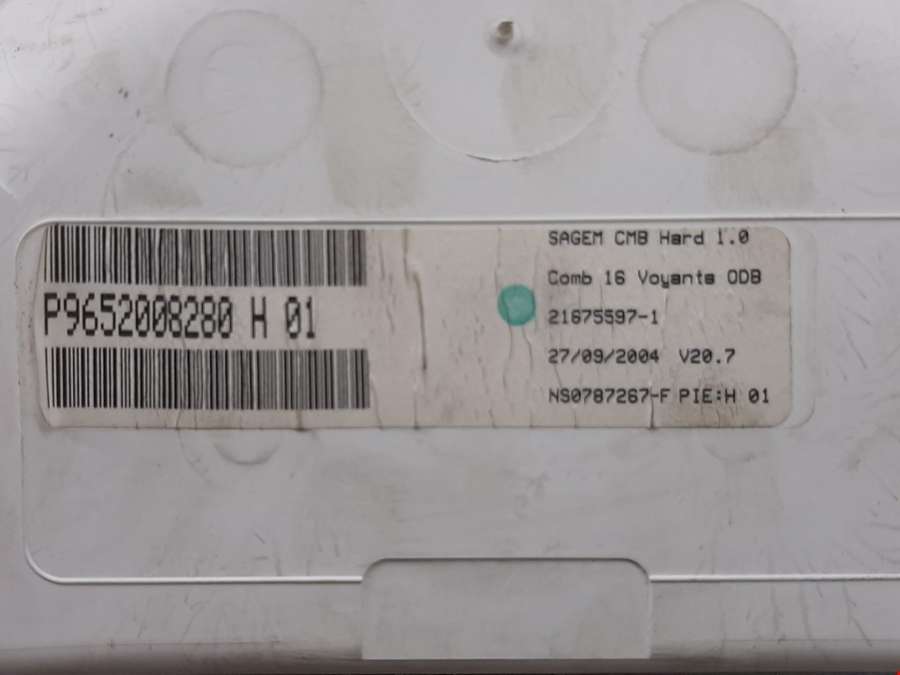 P9652008280 H 01
SAGEM CMB Hard 1.0
Comb 16 Voyants ODB
21675597-1
27/09/2004 V20.7
NS0787267-F PIE:H 01